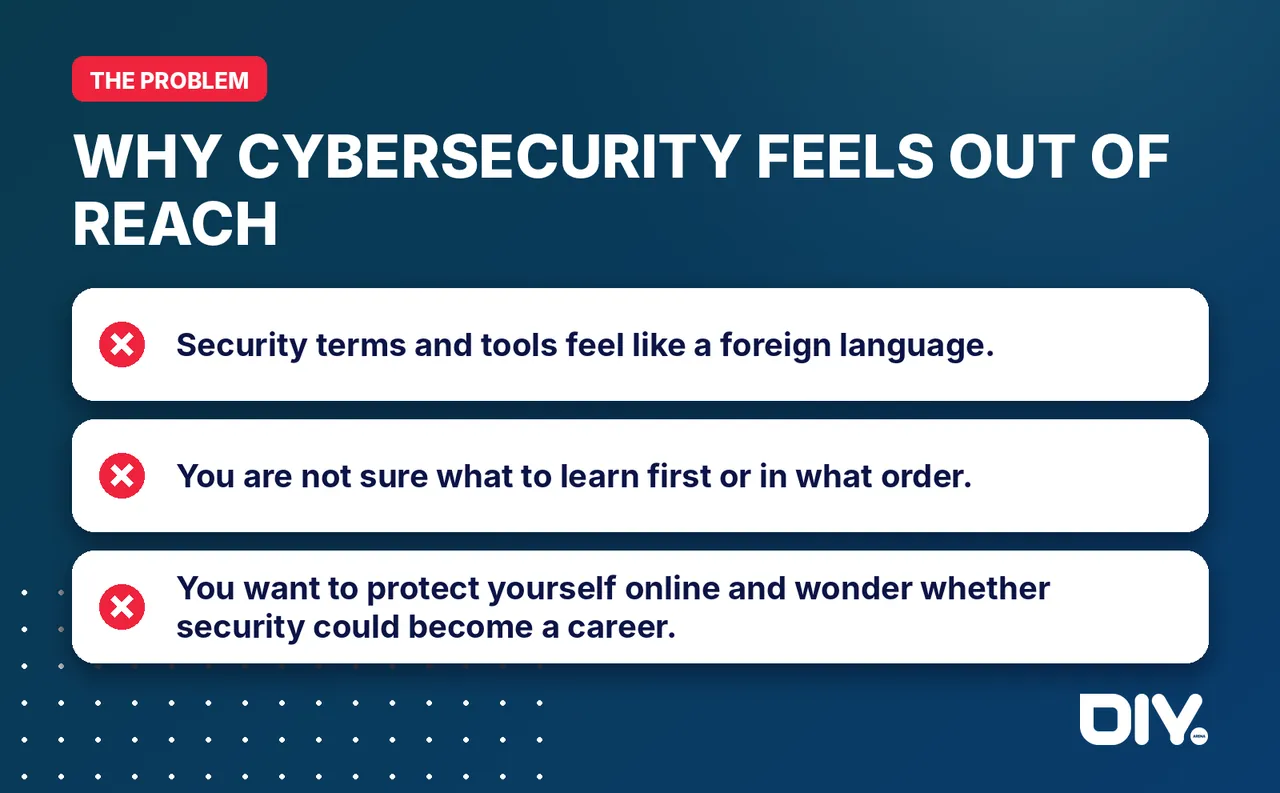 THE PROBLEM
WHY CYBERSECURITY FEELS OUT OF
REACH
Security terms and tools feel like a foreign language.
You are not sure what to learn first or in what order.
You want to protect yourself online and wonder whether
security could become a career.
DIY.
ARENA